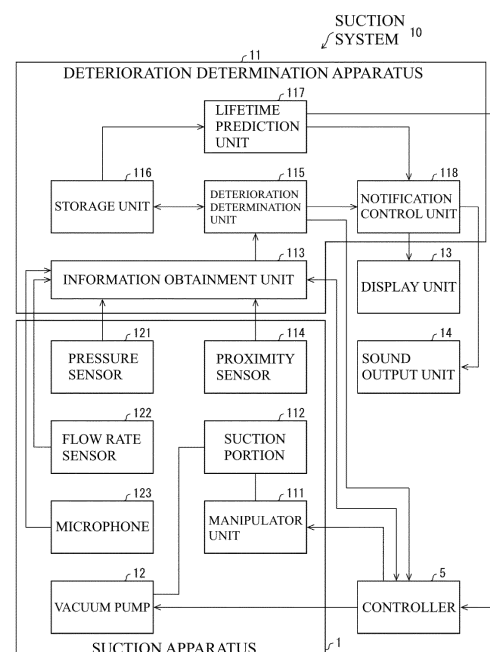 SUCTION
SYSTEM 10
11
DETERIORATION DETERMINATION APPARATUS
117
LIFETIME
PREDICTION
UNIT
116
STORAGE UNIT
115
DETERIORATION
DETERMINATION
UNIT
118
NOTIFICATION
CONTROL UNIT
113
INFORMATION OBTAINMENT UNIT
13
DISPLAY UNIT
121
PRESSURE
SENSOR
114
PROXIMITY
SENSOR
14
SOUND
OUTPUT UNIT
122
FLOW RATE
SENSOR
112
SUCTION
PORTION
123
MICROPHONE
111
MANIPULATOR
UNIT
12
VACUUM PUMP
5
CONTROLLER
SUCTION APPARATUS
1